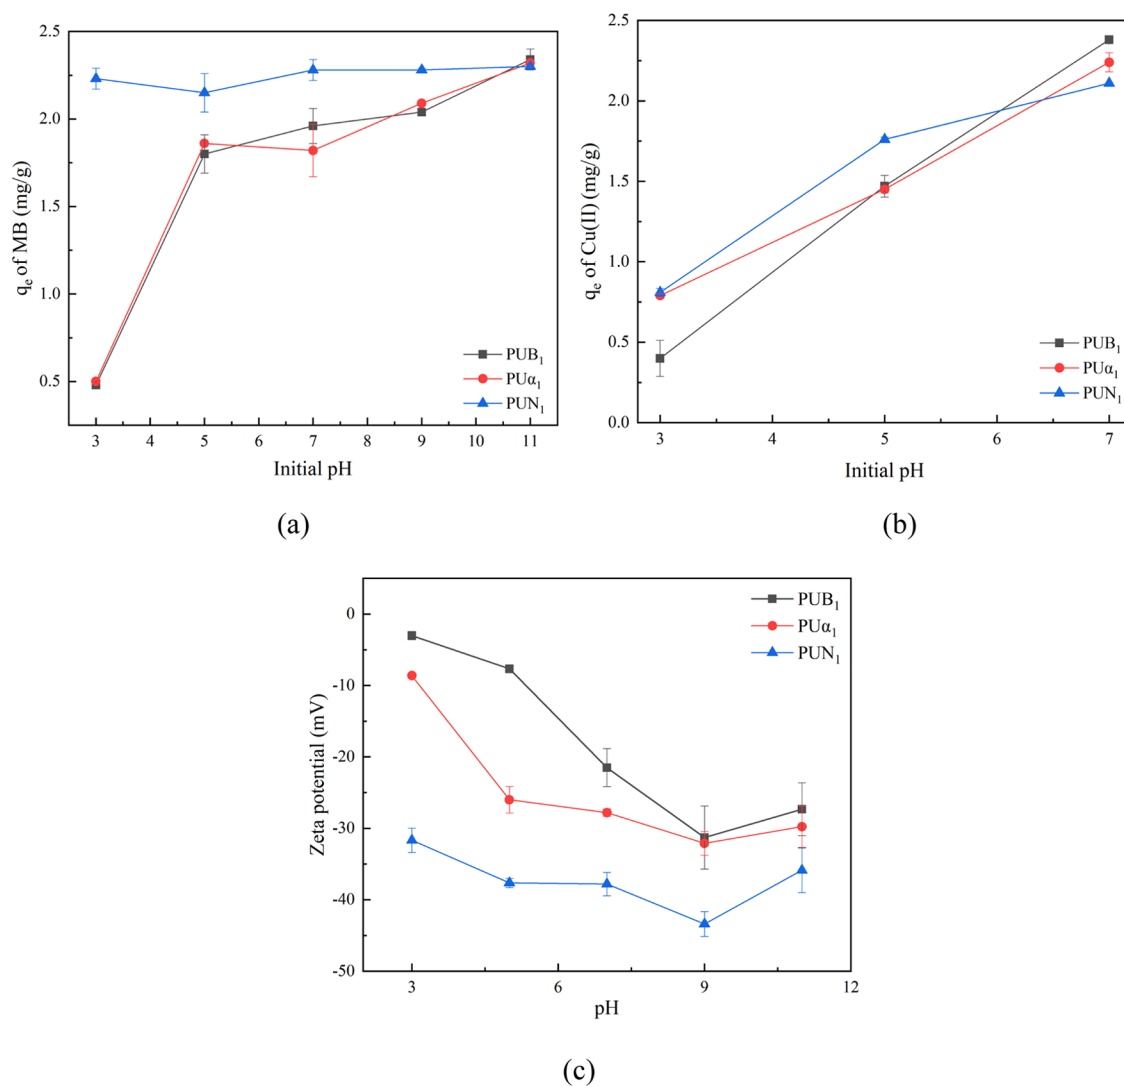 2.5
2.0
1.5
1.0
0.5
qₑ of MB (mg/g)
PUB₁
PUα₁
PUN₁
3 4 5 6 7 8 9 10 11
Initial pH
(a)
2.5
2.0
1.5
1.0
0.5
0.0
qₑ of Cu(II) (mg/g)
PUB₁
PUα₁
PUN₁
3 4 5 6 7
Initial pH
(b)
0
-10
-20
-30
-40
-50
Zeta potential (mV)
PUB₁
PUα₁
PUN₁
3 6 9 12
pH
(c)